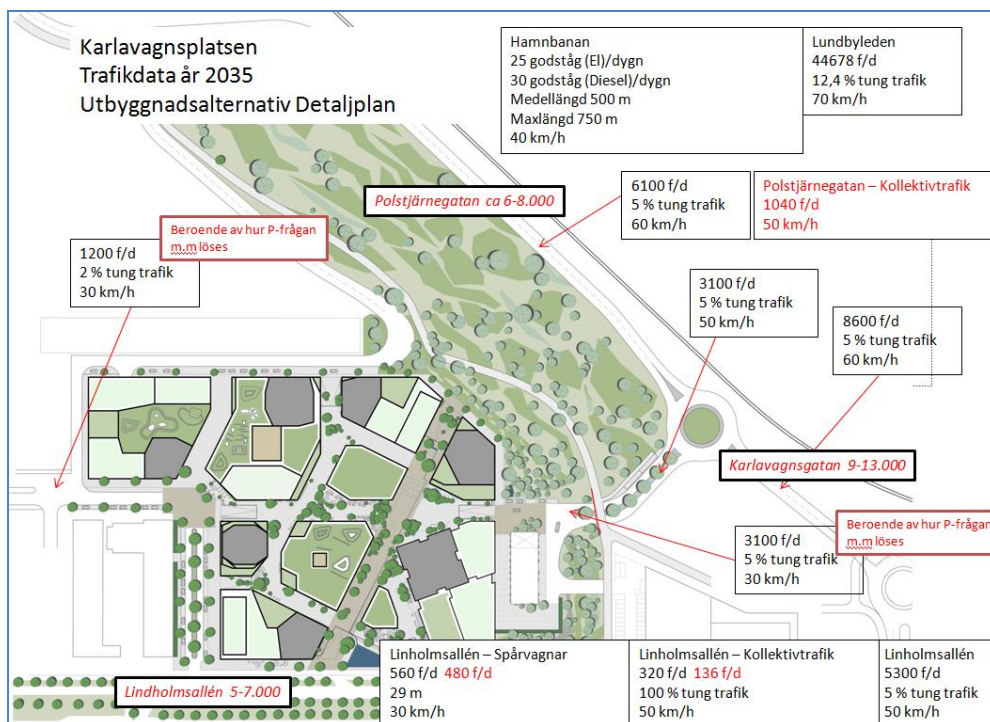 Karlavagnsplatsen
Trafikdata år 2035
Utbyggnadsalternativ Detaljplan
Hamnbanan
25 godståg (El)/dygn
30 godståg (Diesel)/dygn
Medellängd 500 m
Maxlängd 750 m
40 km/h
Lundbyleden
44678 f/d
12,4 % tung trafik
70 km/h
Polstjärnegatan ca 6-8.000
6100 f/d
5 % tung trafik
60 km/h
Polstjärnegatan – Kollektivtrafik
1040 f/d
50 km/h
Beroende av hur P-frågan
m.m löses
1200 f/d
2 % tung trafik
30 km/h
3100 f/d
5 % tung trafik
50 km/h
8600 f/d
5 % tung trafik
60 km/h
Karlavagnsgatan 9-13.000
Beroende av hur P-frågan
m.m löses
3100 f/d
5 % tung trafik
30 km/h
Linholmsallén – Spårvagnar
560 f/d 480 f/d
29 m
30 km/h
Linholmsallén – Kollektivtrafik
320 f/d 136 f/d
100 % tung trafik
50 km/h
Linholmsallén
5300 f/d
5 % tung trafik
50 km/h
Lindholmsallén 5-7.000